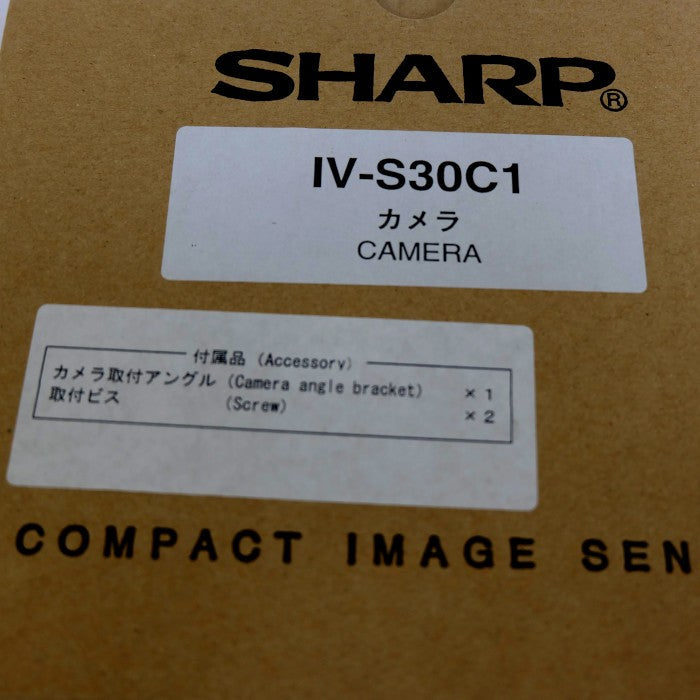 SHARP®
IV-S30C1
カメラ
CAMERA
付属品 (Accessory)
カメラ取付アングル (Camera angle bracket) × 1
取付ビス (Screw) × 2
COMPACT IMAGE SEN